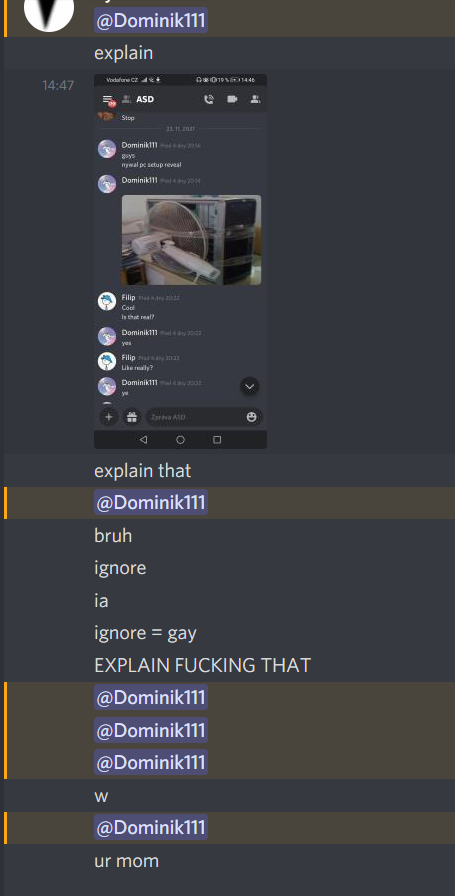 @Dominik111
explain
14:47
Vodafone CZ 19 % 14:46
ASD
Stop
23. 11. 2021
Dominik111 Před 4 dny 20:14
guys
nywal pc setup reveal
Dominik111 Před 4 dny 20:14
Filip Před 4 dny 20:22
Cool
Is that real?
Dominik111 Před 4 dny 20:22
yes
Filip Před 4 dny 20:22
Like really?
Dominik111 Před 4 dny 20:22
ye
Zpráva ASD
explain that
@Dominik111
bruh
ignore
ia
ignore = gay
EXPLAIN FUCKING THAT
@Dominik111
@Dominik111
@Dominik111
w
@Dominik111
ur mom